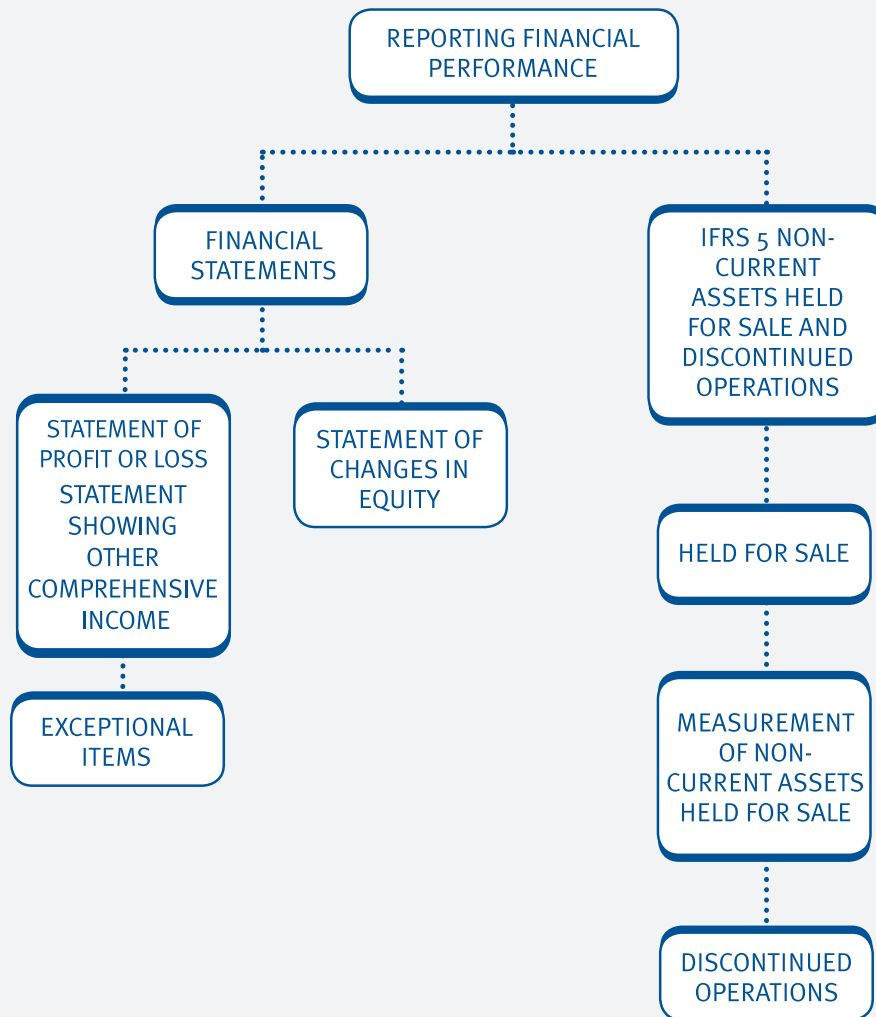 REPORTING FINANCIAL
PERFORMANCE
FINANCIAL
STATEMENTS
IFRS 5 NON-
CURRENT
ASSETS HELD
FOR SALE AND
DISCONTINUED
OPERATIONS
STATEMENT OF
PROFIT OR LOSS
STATEMENT
SHOWING
OTHER
COMPREHENSIVE
INCOME
STATEMENT OF
CHANGES IN
EQUITY
HELD FOR SALE
EXCEPTIONAL
ITEMS
MEASUREMENT
OF NON-
CURRENT ASSETS
HELD FOR SALE
DISCONTINUED
OPERATIONS